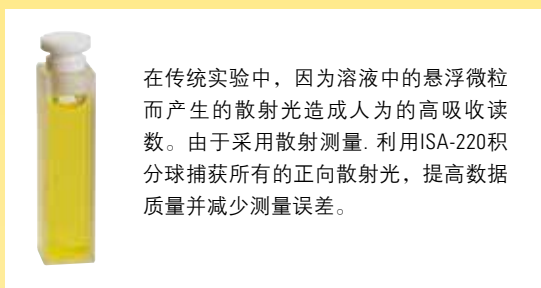 在传统实验中，因为溶液中的悬浮微粒
而产生的散射光造成人为的高吸收读
数。由于采用散射测量. 利用ISA-220积
分球捕获所有的正向散射光，提高数据
质量并减少测量误差。